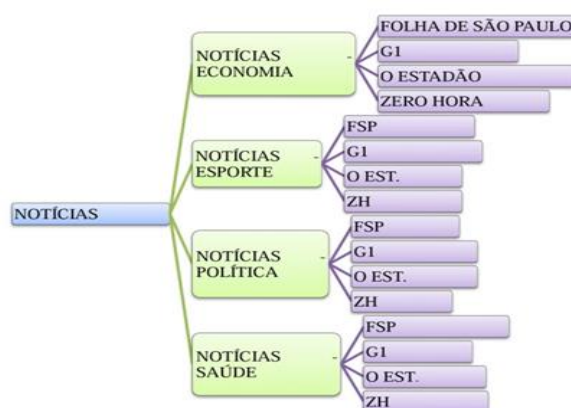 NOTÍCIAS
NOTÍCIAS -
ECONOMIA
FOLHA DE SÃO PAULO
G1
O ESTADÃO
ZERO HORA
NOTÍCIAS -
ESPORTE
FSP
G1
O EST.
ZH
NOTÍCIAS -
POLÍTICA
FSP
G1
O EST.
ZH
NOTÍCIAS -
SAÚDE
FSP
G1
O EST.
ZH